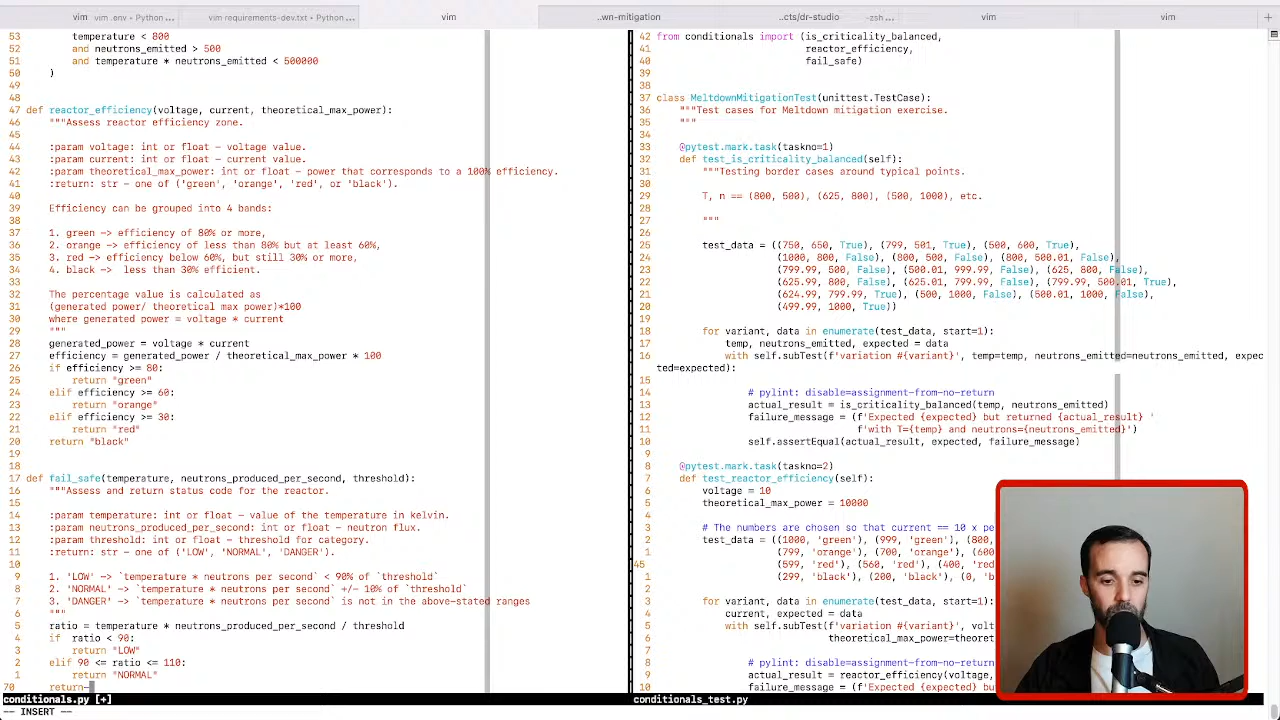 vim vim .env • Python ... vim requirements-dev.txt • Python ... vim ..wn-mitigation ..cts/dr-studio -zsh ... vim vim +
53 temperature < 800
52 and neutrons_emitted > 500
51 and temperature * neutrons_emitted < 500000
50 )
49
48
47 def reactor_efficiency(voltage, current, theoretical_max_power):
46 """Assess reactor efficiency zone.
45
44 :param voltage: int or float - voltage value.
43 :param current: int or float - current value.
42 :param theoretical_max_power: int or float - power that corresponds to a 100% efficiency.
41 :return: str - one of ('green', 'orange', 'red', or 'black').
40
39 Efficiency can be grouped into 4 bands:
38
37 1. green -> efficiency of 80% or more,
36 2. orange -> efficiency of less than 80% but at least 60%,
35 3. red -> efficiency below 60%, but still 30% or more,
34 4. black -> less than 30% efficient.
33
32 The percentage value is calculated as
31 (generated power/ theoretical max power)*100
30 where generated power = voltage * current
29 """
28 generated_power = voltage * current
27 efficiency = generated_power / theoretical_max_power * 100
26 if efficiency >= 80:
25 return "green"
24 elif efficiency >= 60:
23 return "orange"
22 elif efficiency >= 30:
21 return "red"
20 return "black"
19
18
17 def fail_safe(temperature, neutrons_produced_per_second, threshold):
16 """Assess and return status code for the reactor.
15
14 :param temperature: int or float - value of the temperature in kelvin.
13 :param neutrons_produced_per_second: int or float - neutron flux.
12 :param threshold: int or float - threshold for category.
11 :return: str - one of ('LOW', 'NORMAL', 'DANGER').
10
9 1. 'LOW' -> `temperature * neutrons per second` < 90% of `threshold`
8 2. 'NORMAL' -> `temperature * neutrons per second` +/- 10% of `threshold`
7 3. 'DANGER' -> `temperature * neutrons per second` is not in the above-stated ranges
6 """
5 ratio = temperature * neutrons_produced_per_second / threshold
4 if ratio < 90:
3 return "LOW"
2 elif 90 <= ratio <= 110:
1 return "NORMAL"
70 return
conditionals.py [+]
-- INSERT --
42 from conditionals import (is_criticality_balanced,
41 reactor_efficiency,
40 fail_safe)
39
38
37 class MeltdownMitigationTest(unittest.TestCase):
36 """Test cases for Meltdown mitigation exercise.
35 """
34
33 @pytest.mark.task(taskno=1)
32 def test_is_criticality_balanced(self):
31 """Testing border cases around typical points.
30
29 T, n == (800, 500), (625, 800), (500, 1000), etc.
28
27 """
26
25 test_data = ((750, 650, True), (799, 501, True), (500, 600, True),
24 (1000, 800, False), (800, 500, False), (800, 500.01, False),
23 (799.99, 500, False), (500.01, 999.99, False), (625, 800, False),
22 (625.99, 800, False), (625.01, 799.99, False), (799.99, 500.01, True),
21 (624.99, 799.99, True), (500, 1000, False), (500.01, 1000, False),
20 (499.99, 1000, True))
19
18 for variant, data in enumerate(test_data, start=1):
17 temp, neutrons_emitted, expected = data
16 with self.subTest(f'variation #{variant}', temp=temp, neutrons_emitted=neutrons_emitted, expec
ted=expected):
15
14 # pylint: disable=assignment-from-no-return
13 actual_result = is_criticality_balanced(temp, neutrons_emitted)
12 failure_message = (f'Expected {expected} but returned {actual_result} '
11 f'with T={temp} and neutrons={neutrons_emitted}')
10 self.assertEqual(actual_result, expected, failure_message)
9
8 @pytest.mark.task(taskno=2)
7 def test_reactor_efficiency(self):
6 voltage = 10
5 theoretical_max_power = 10000
4
3 # The numbers are chosen so that current == 10 x pe
2 test_data = ((1000, 'green'), (999, 'green'), (800,
1 (799, 'orange'), (700, 'orange'), (600
45 (599, 'red'), (560, 'red'), (400, 'red
1 (299, 'black'), (200, 'black'), (0, 'b
2
3 for variant, data in enumerate(test_data, start=1):
4 current, expected = data
5 with self.subTest(f'variation #{variant}', volt
6 theoretical_max_power=theoret
7
8 # pylint: disable=assignment-from-no-return
9 actual_result = reactor_efficiency(voltage,
10 failure_message = (f'Expected {expected} but
conditionals_test.py